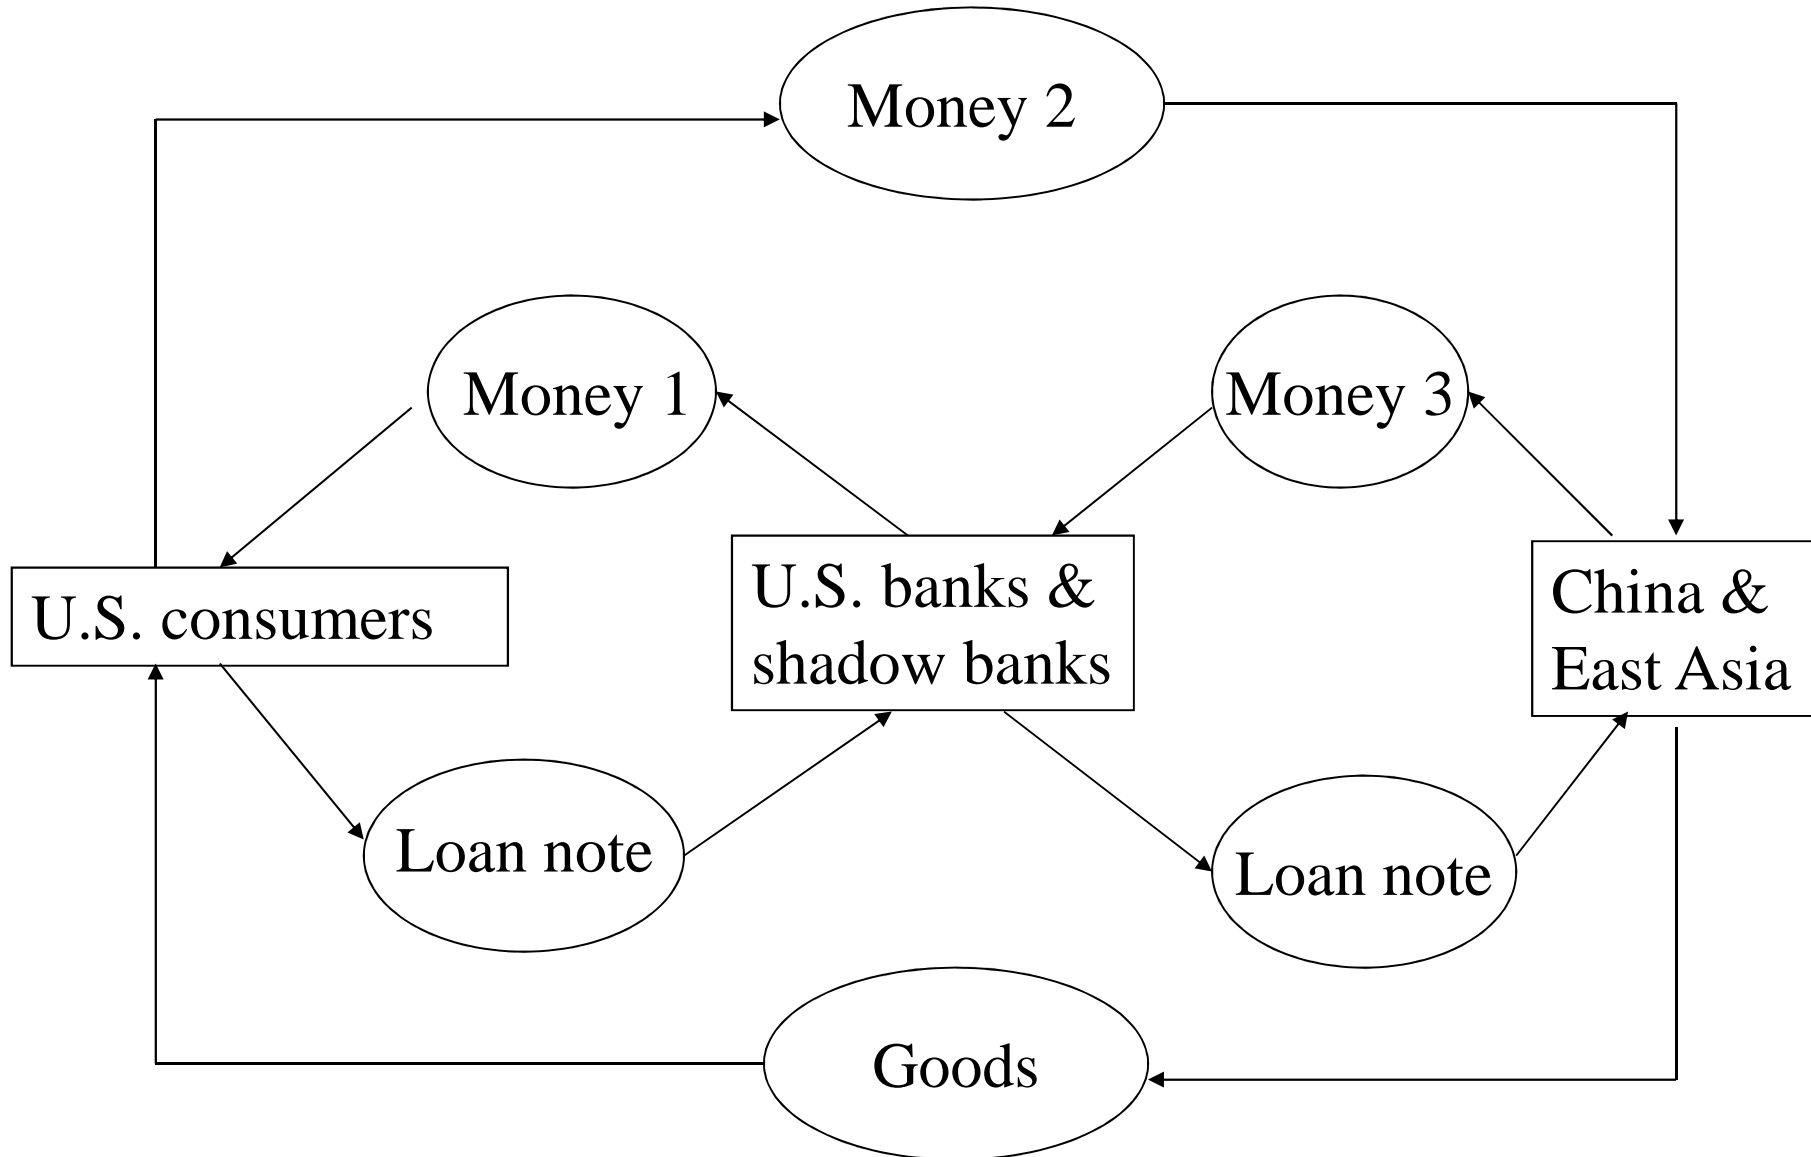 Money 2
Money 1
Money 3
U.S. consumers
U.S. banks &
shadow banks
China &
East Asia
Loan note
Loan note
Goods